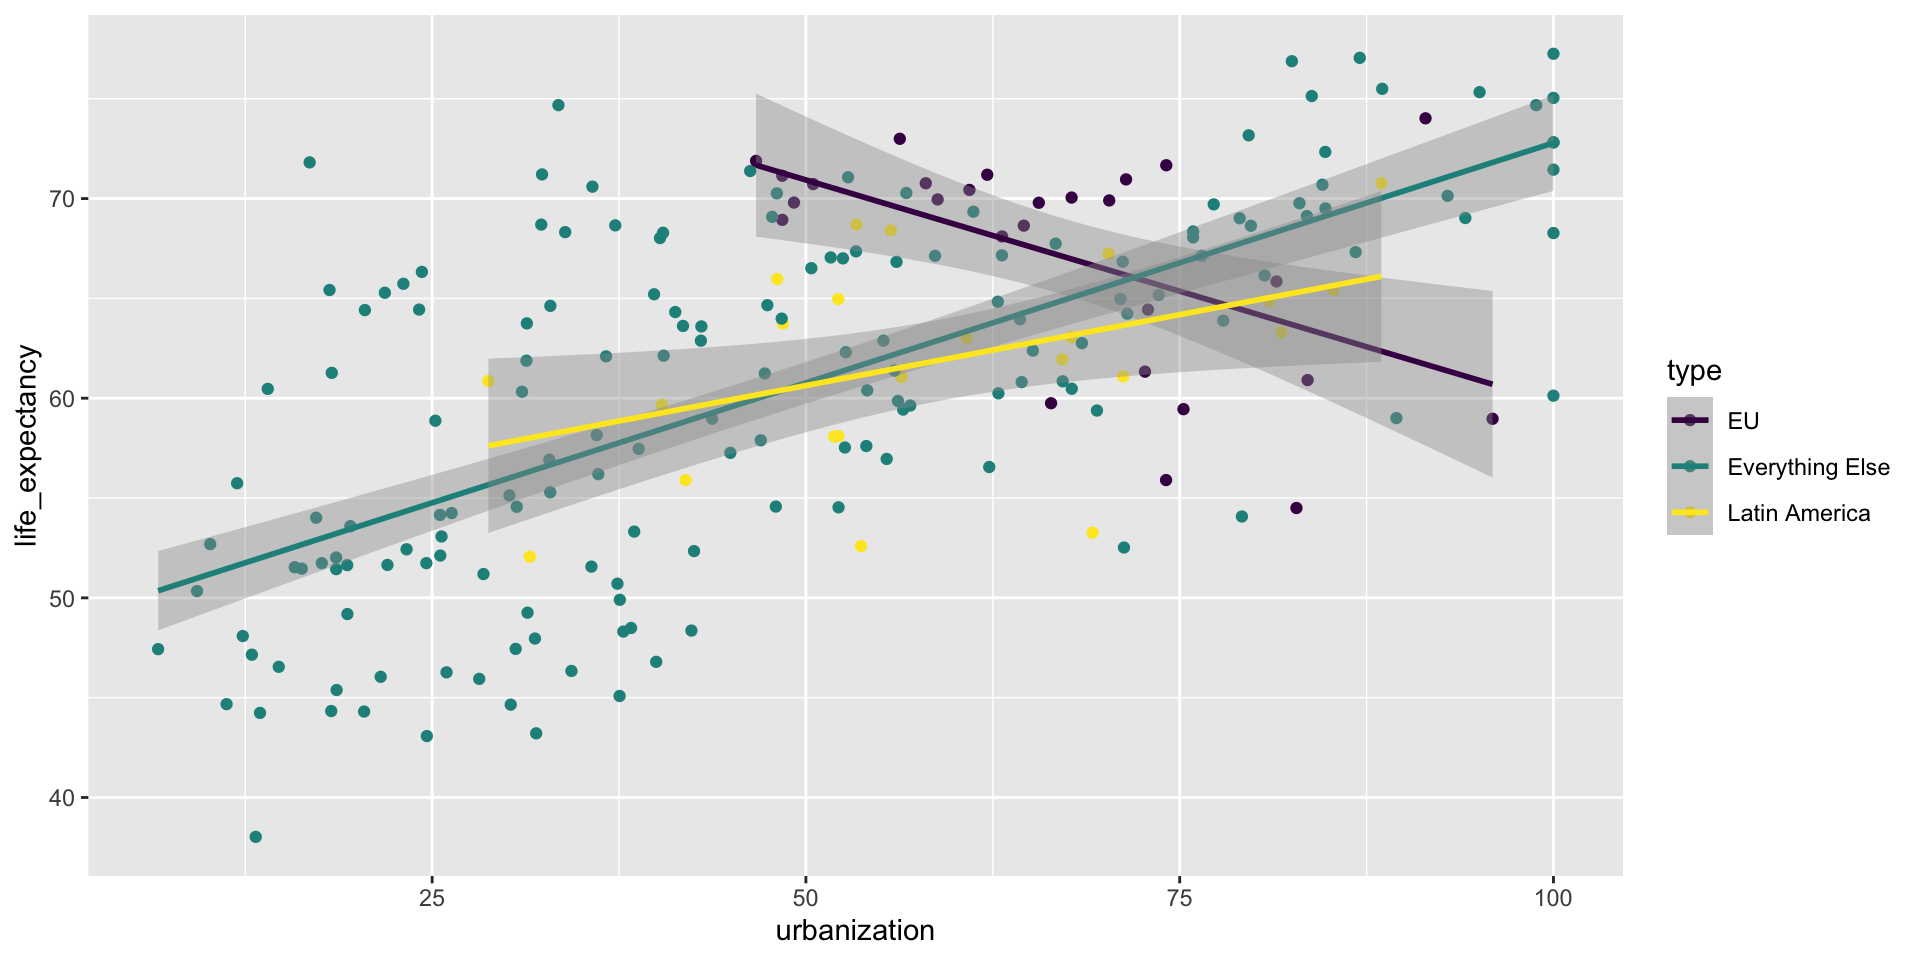 70
60
50
40
life_expectancy
25 50 75 100
urbanization
type
EU
Everything Else
Latin America